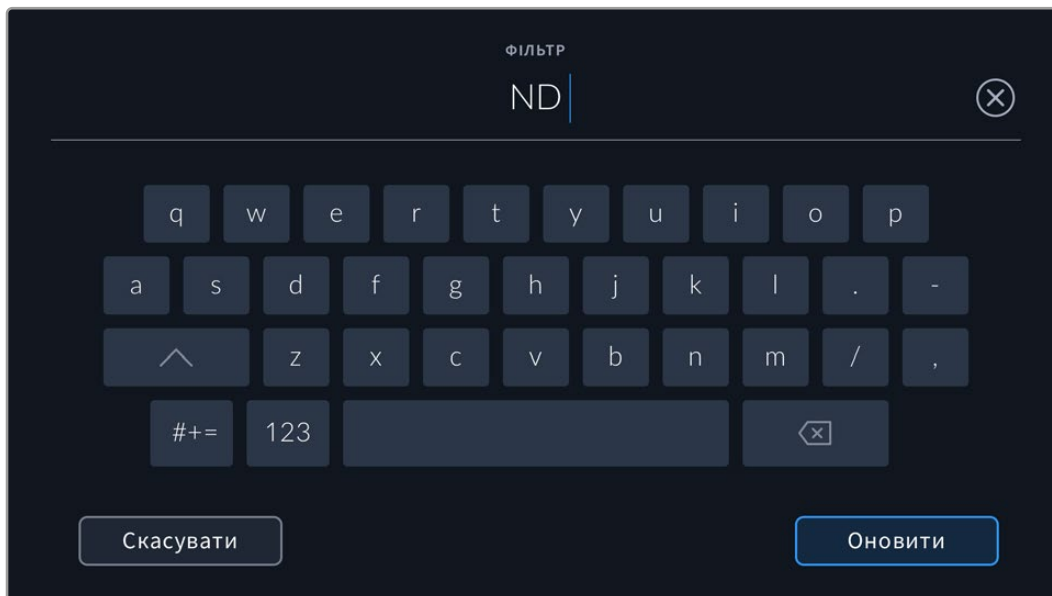 ФІЛЬТР
ND
q w e r t y u i o p
a s d f g h j k l . -
z x c v b n m / ,
#+= 123
Скасувати Оновити